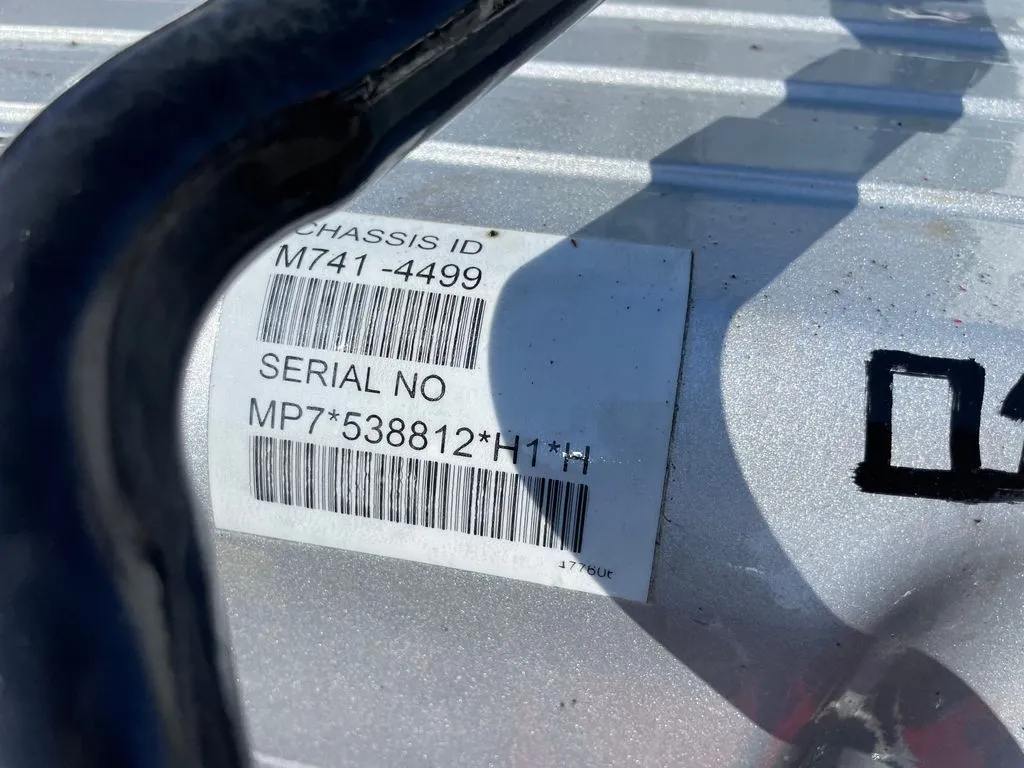 CHASSIS ID
M741 -4499
SERIAL NO
MP7*538812*H1*H